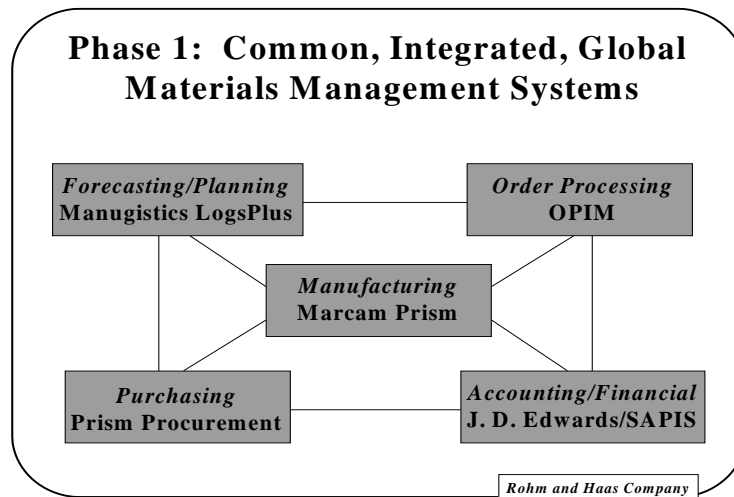 Phase 1: Common, Integrated, Global
Materials Management Systems
Forecasting/Planning
Manugistics LogsPlus
Order Processing
OPIM
Manufacturing
Marcam Prism
Purchasing
Prism Procurement
Accounting/Financial
J. D. Edwards/SAPIS
Rohm and Haas Company